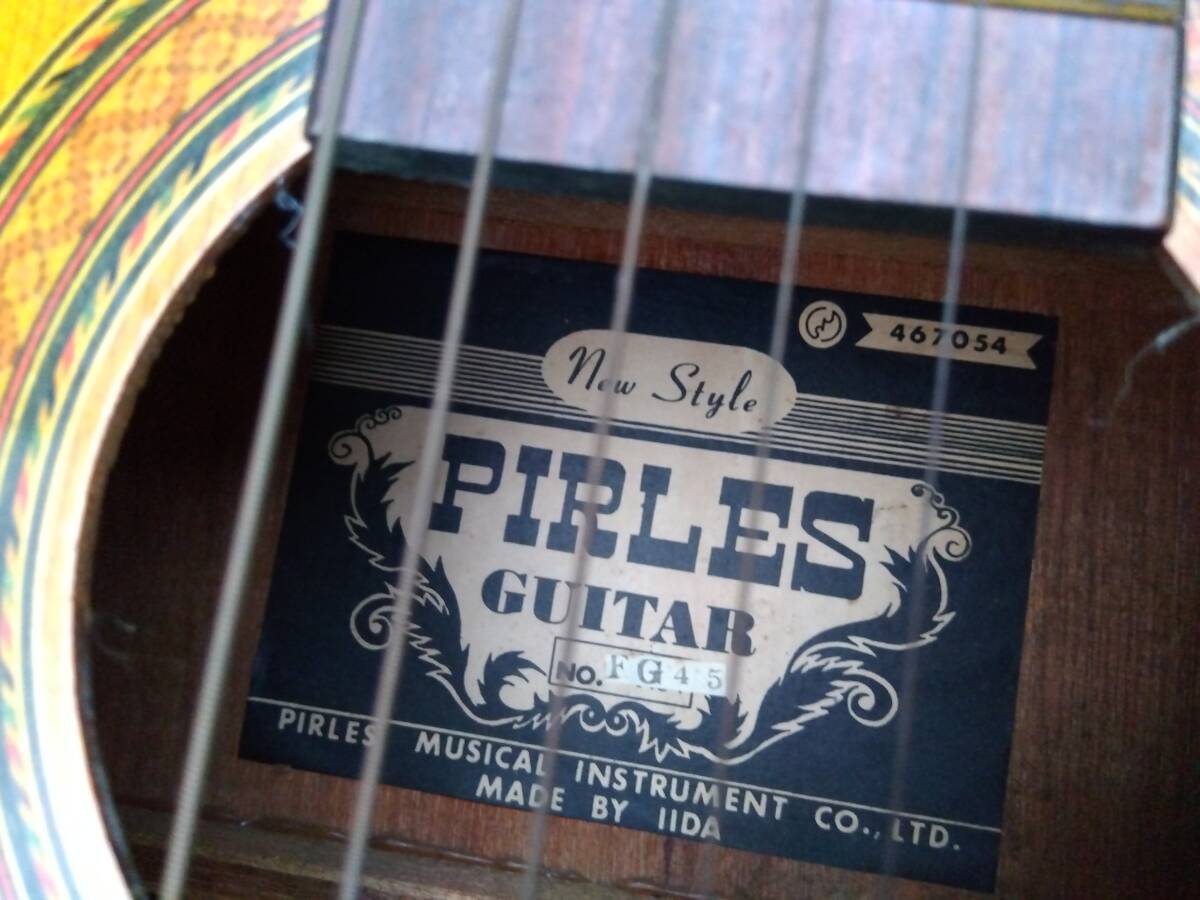 467054
New Style
PIRLES
GUITAR
NO. FG45
PIRLES MUSICAL INSTRUMENT CO., LTD.
MADE BY IIDA